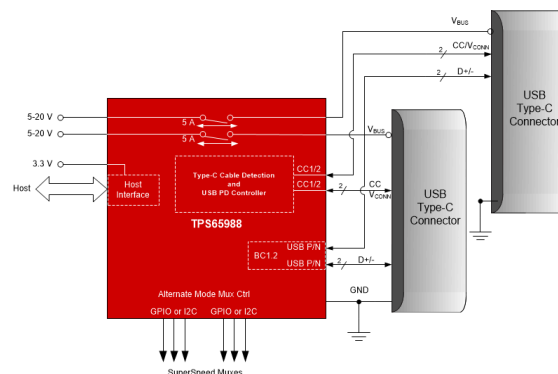 VBUS
2 CC/VCONN
2 D+/-
USB
Type-C
Connector
5-20 V
5 A
5-20 V
5 A
VBUS
3.3 V
Host
Host
Interface
Type-C Cable Detection
and
USB PD Controller
CC1/2
CC1/2
2 CC
VCONN
USB
Type-C
Connector
TPS65988
BC1.2
USB P/N
USB P/N
2 D+/-
GND
Alternate Mode Mux Ctrl
GPIO or I2C
GPIO or I2C
SuperSpeed Muxes